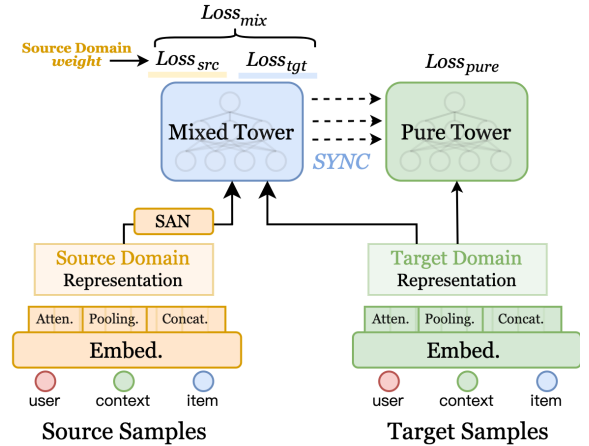 Loss_mix
Source Domain
weight
Loss_src
Loss_tgt
Loss_pure
Mixed Tower
Pure Tower
SYNC
SAN
Source Domain
Representation
Target Domain
Representation
Atten. Pooling. Concat.
Atten. Pooling. Concat.
Embed.
Embed.
user context item
user context item
Source Samples
Target Samples